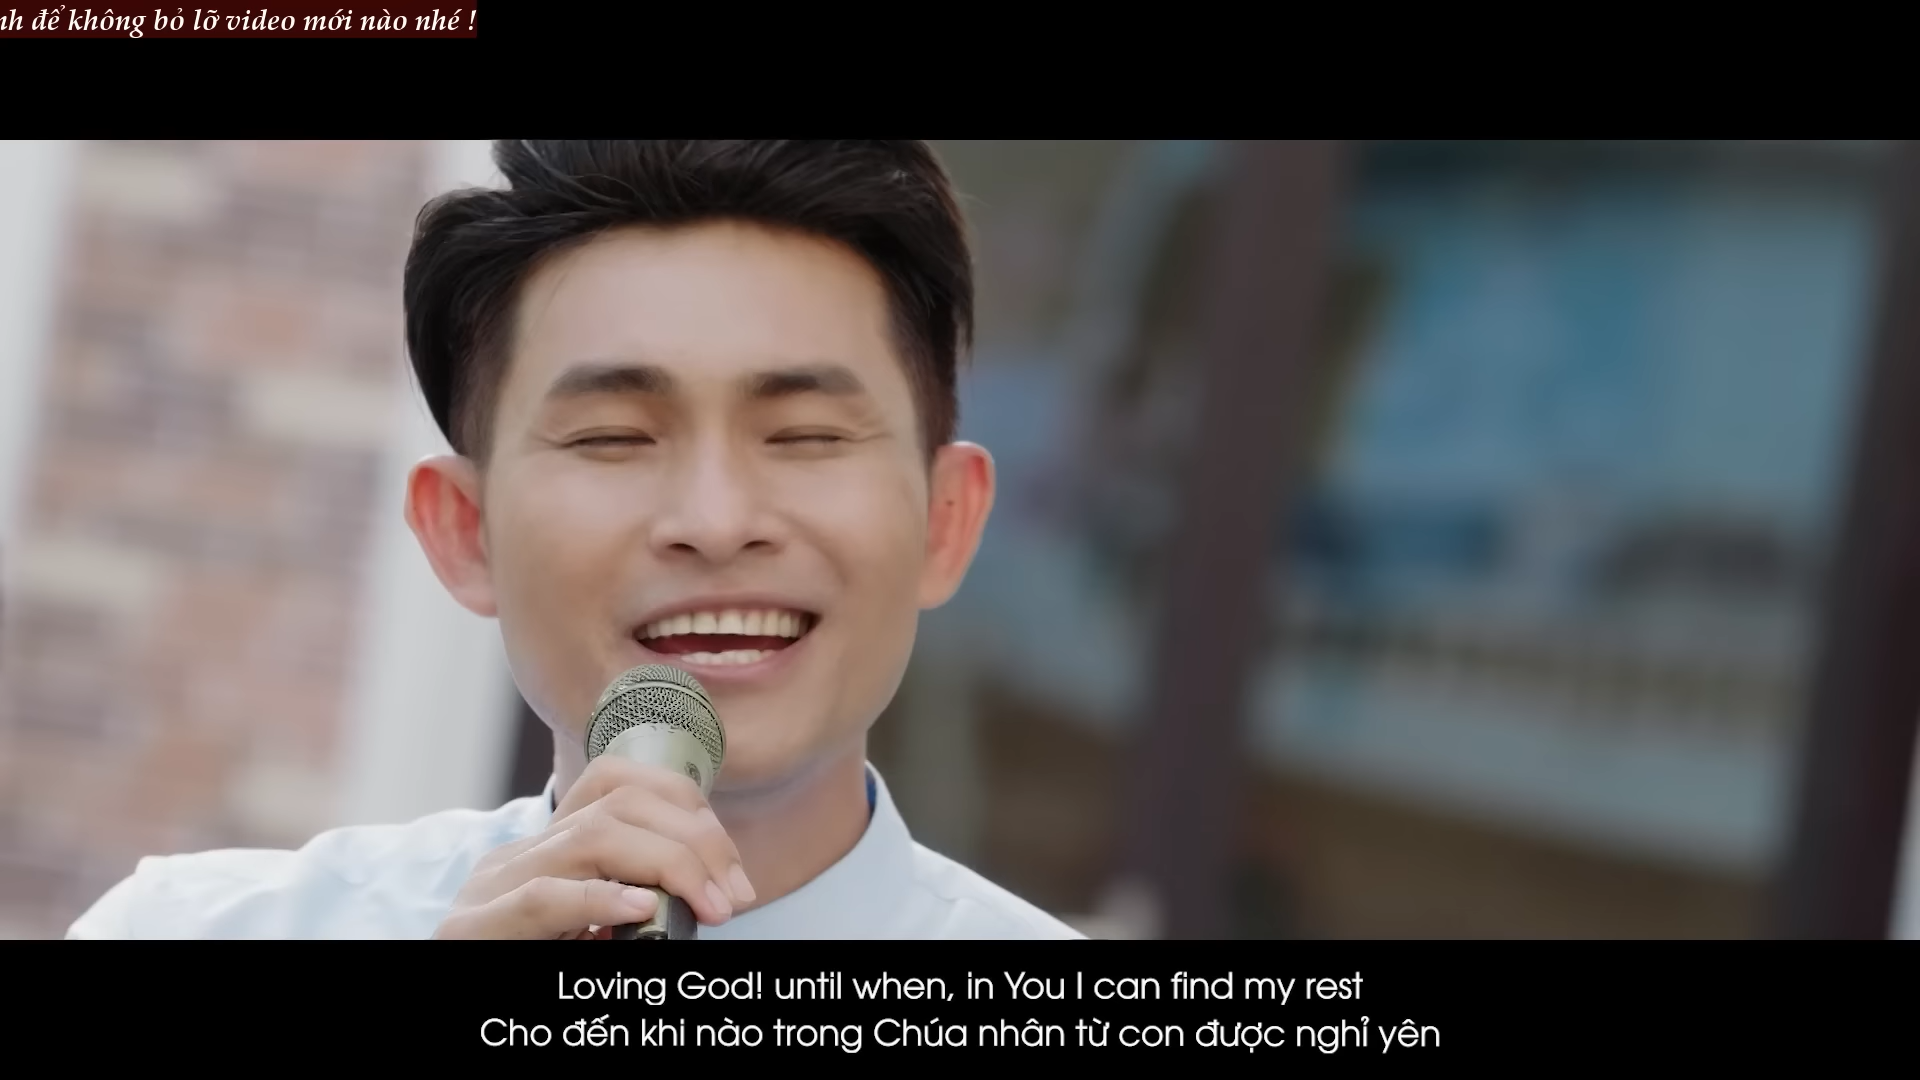 để không bỏ lỡ video mới nào nhé !
Loving God! until when, in You I can find my rest
Cho đến khi nào trong Chúa nhân từ con được nghỉ yên